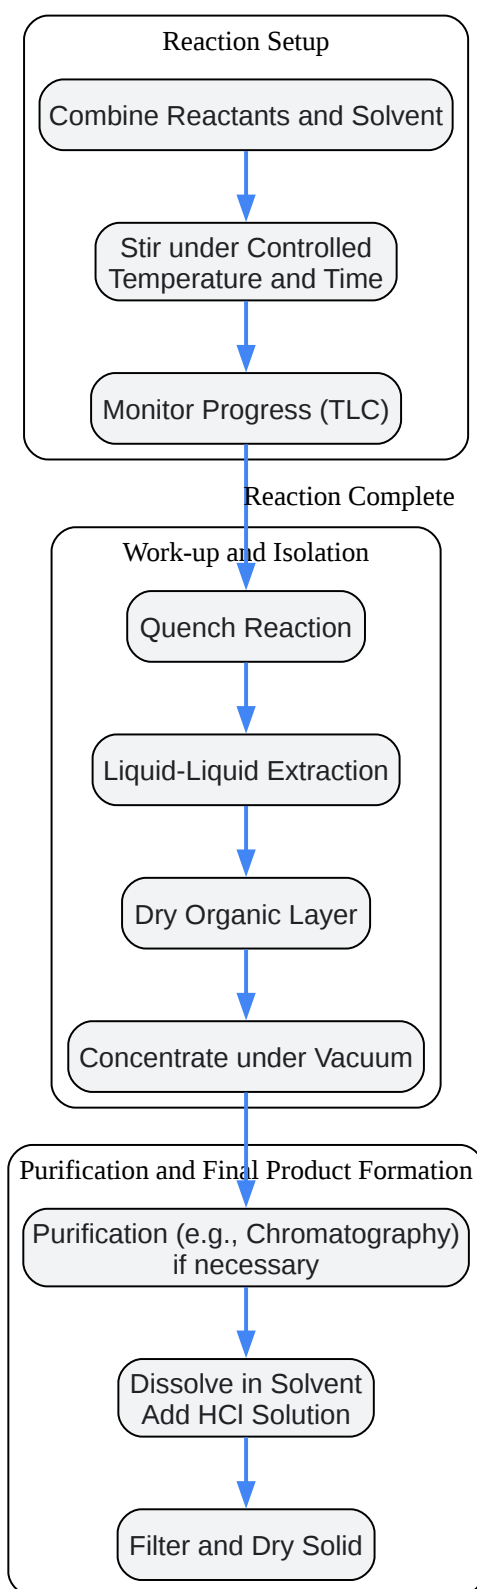 Reaction Setup
Combine Reactants and Solvent
Stir under Controlled
Temperature and Time
Monitor Progress (TLC)
Reaction Complete
Work-up and Isolation
Quench Reaction
Liquid-Liquid Extraction
Dry Organic Layer
Concentrate under Vacuum
Purification and Final Product Formation
Purification (e.g., Chromatography)
if necessary
Dissolve in Solvent
Add HCl Solution
Filter and Dry Solid